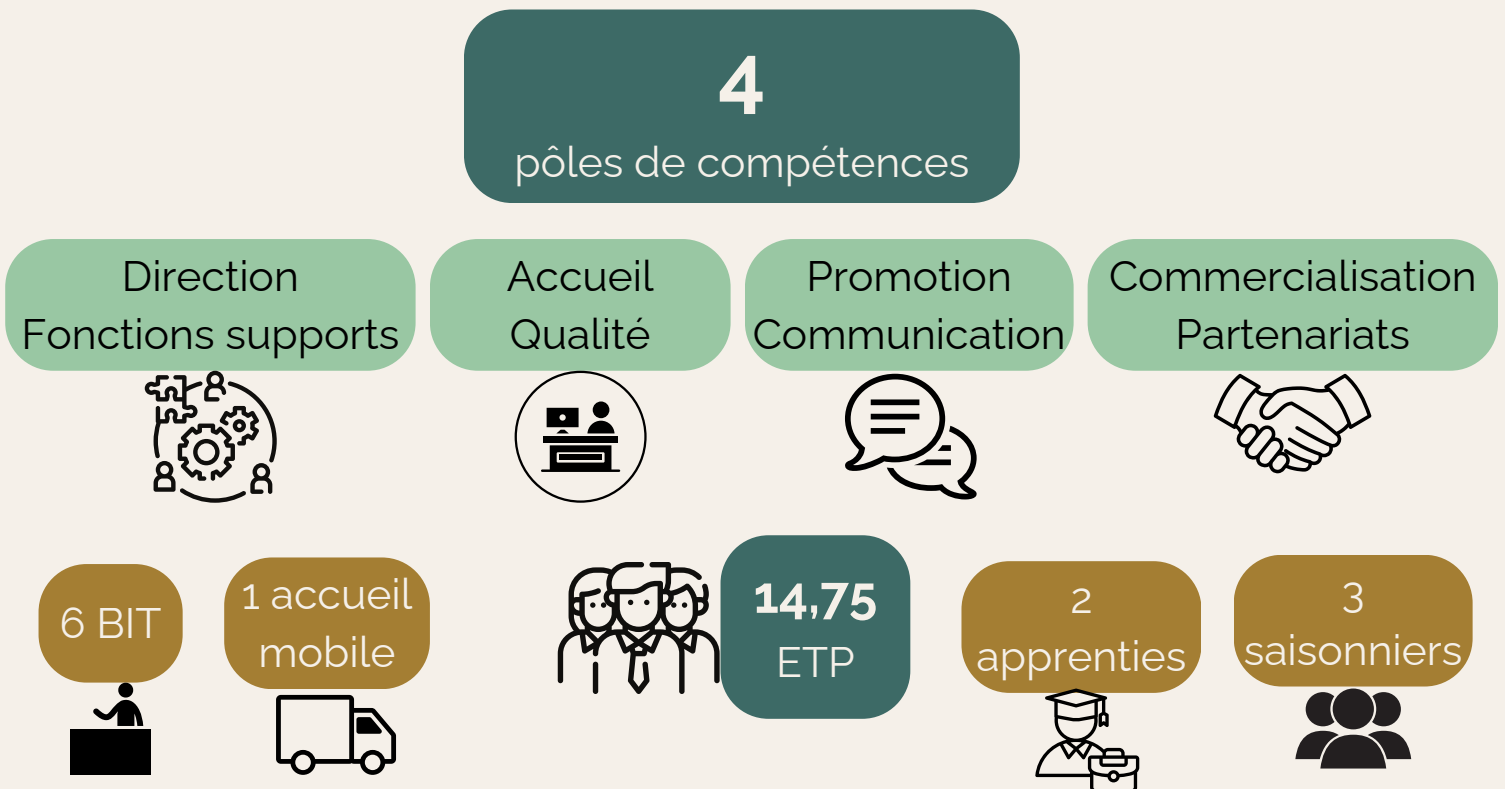 4
pôles de compétences
Direction
Fonctions supports
Accueil
Qualité
Promotion
Communication
Commercialisation
Partenariats
6 BIT
1 accueil
mobile
14,75
ETP
2
apprenties
3
saisonniers